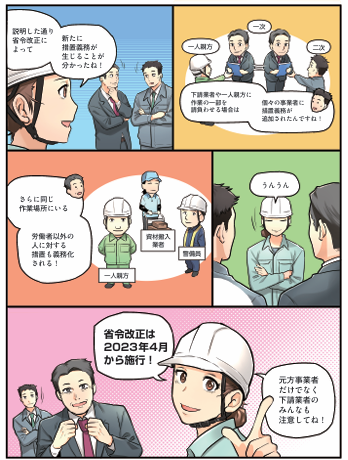 説明した通り
省令改正に
よって
新たに
措置義務が
生じることが
分かったね！
一次
一人親方
二次
下請業者や一人親方に
作業の一部を
請負わせる場合は
個々の事業者に
措置義務が
追加されたんですね！
さらに同じ
作業場所にいる
労働者以外の
人に対する
措置も義務化
される！
資材搬入
業者
警備員
一人親方
うんうん
省令改正は
2023年4月
から施行！
元方事業者
だけでなく
下請業者の
みんなも
注意してね！